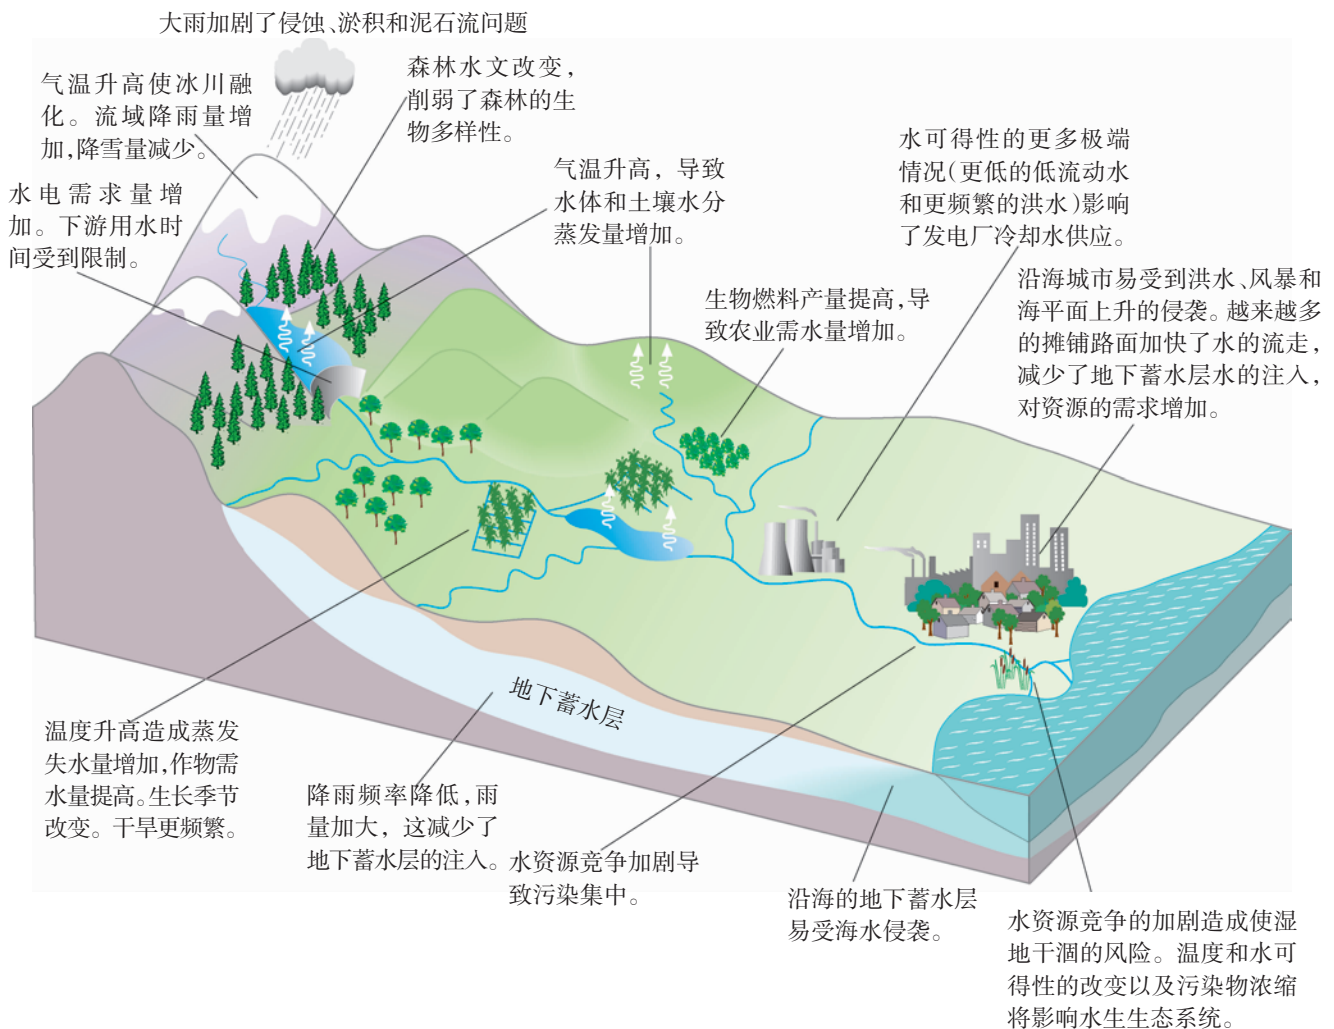 大雨加剧了侵蚀、淤积和泥石流问题
气温升高使冰川融
化。流域降雨量增
加,降雪量减少。
森林水文改变，
削弱了森林的生
物多样性。
水电需求量增
加。下游用水时
间受到限制。
气温升高，导致
水体和土壤水分
蒸发量增加。
水可得性的更多极端
情况(更低的低流动水
和更频繁的洪水)影响
了发电厂冷却水供应。
生物燃料产量提高,导
致农业需水量增加。
沿海城市易受到洪水、风暴和
海平面上升的侵袭。越来越多
的摊铺路面加快了水的流走，
减少了地下蓄水层水的注入，
对资源的需求增加。
地下蓄水层
温度升高造成蒸发
失水量增加,作物需
水量提高。生长季节
改变。干旱更频繁。
降雨频率降低,雨
量加大，这减少了
地下蓄水层的注入。
水资源竞争加剧导
致污染集中。
沿海的地下蓄水层
易受海水侵袭。
水资源竞争的加剧造成使湿
地干涸的风险。温度和水可
得性的改变以及污染物浓缩
将影响水生生态系统。